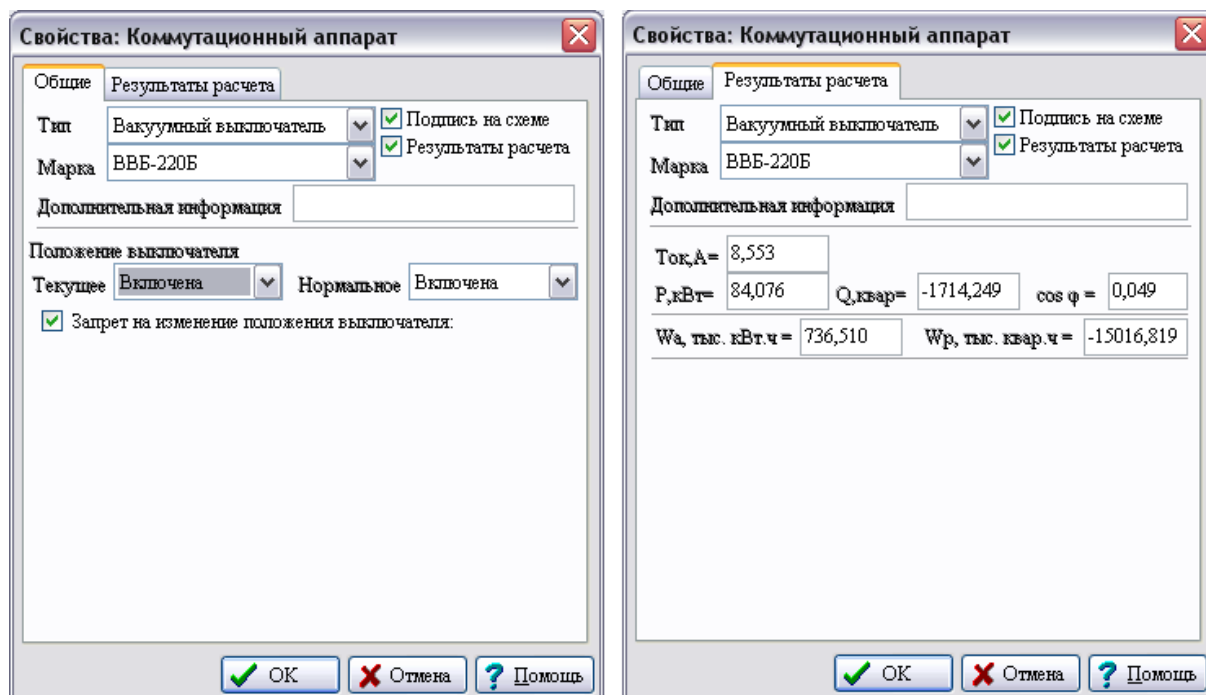 Свойства: Коммутационный аппарат
Общие Результаты расчета
Тип Вакуумный выключатель Подпись на схеме
Марка ВВБ-220Б Результаты расчета
Дополнительная информация
Положение выключателя
Текущее Включена Нормальное Включена
Запрет на изменение положения выключателя:
OK Отмена Помощь
Свойства: Коммутационный аппарат
Общие Результаты расчета
Тип Вакуумный выключатель Подпись на схеме
Марка ВВБ-220Б Результаты расчета
Дополнительная информация
Ток,А= 8,553
P,кВт= 84,076 Q,квар= -1714,249 cos φ = 0,049
Wa, тыс. кВт.ч = 736,510 Wp, тыс. квар.ч = -15016,819
OK Отмена Помощь